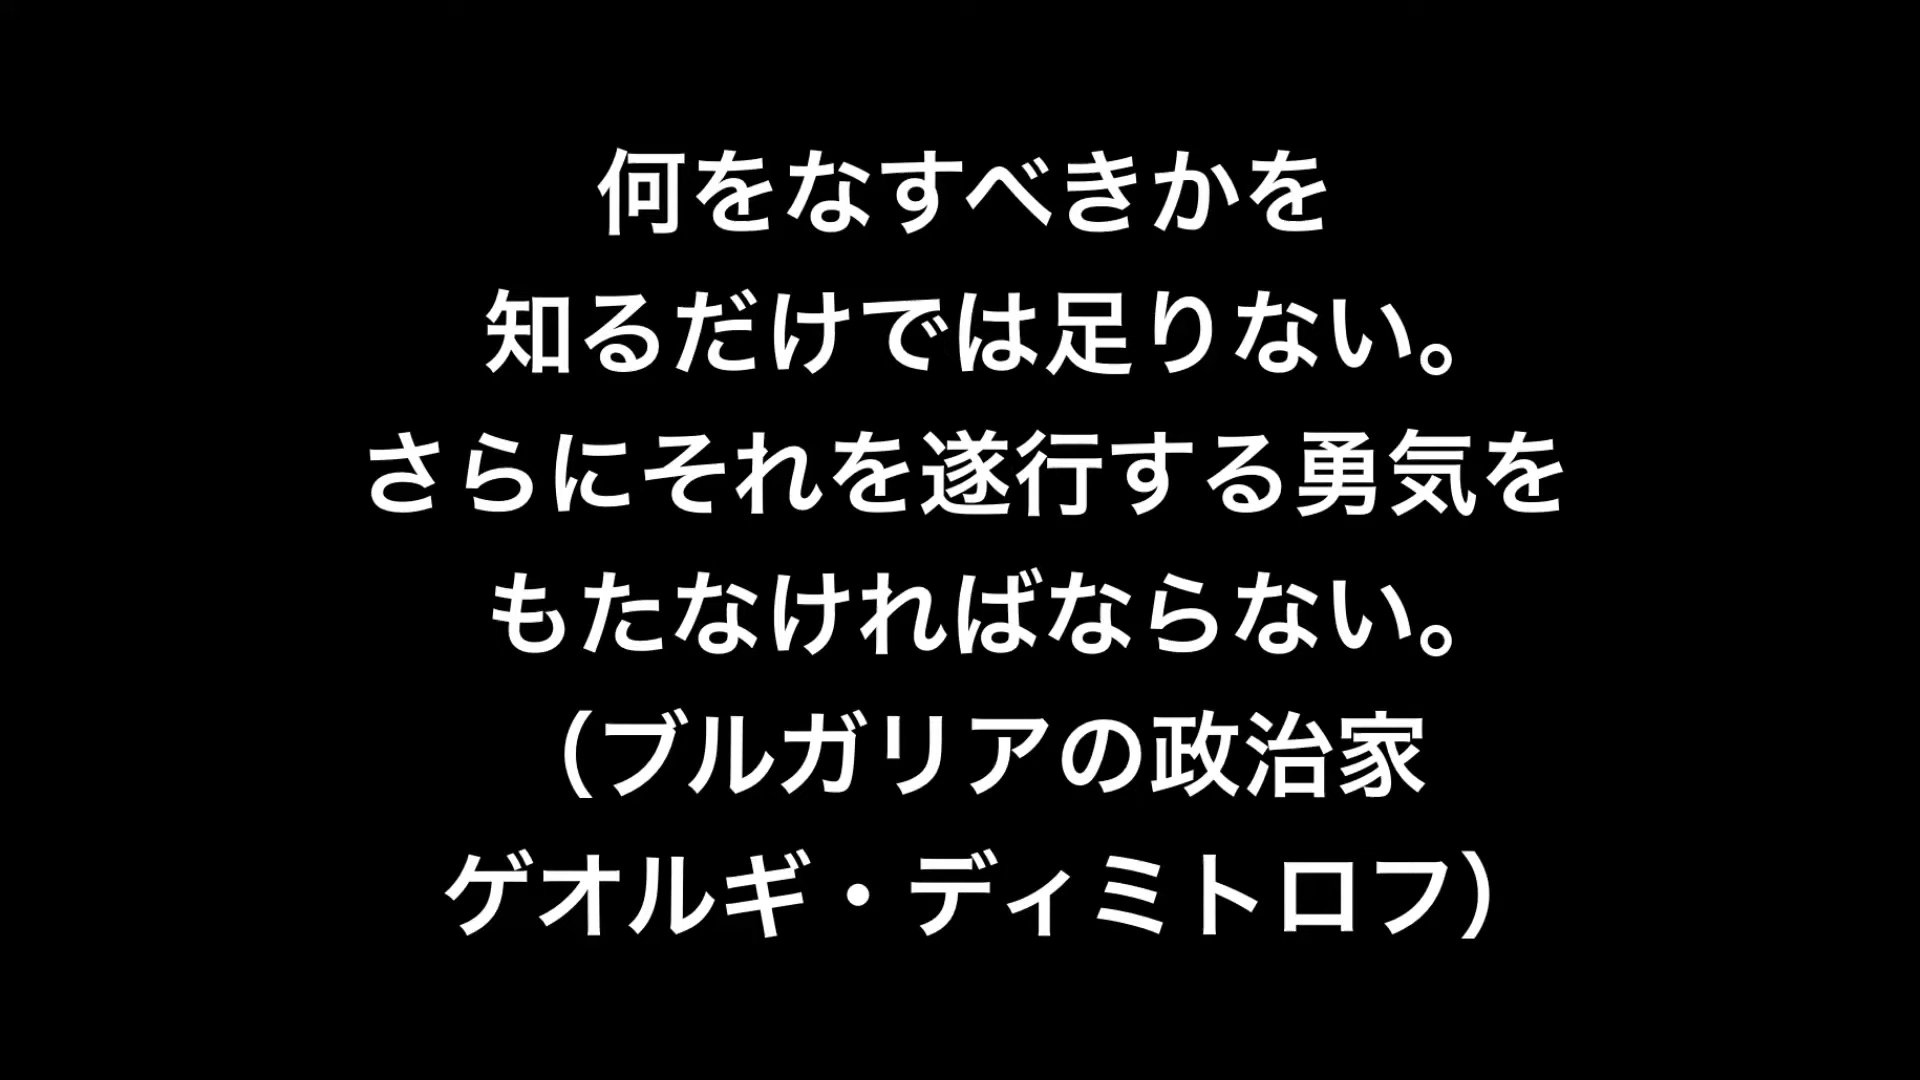 何をなすべきかを
知るだけでは足りない。
さらにそれを遂行する勇気を
もたなければならない。
（ブルガリアの政治家
ゲオルギ・ディミトロフ）